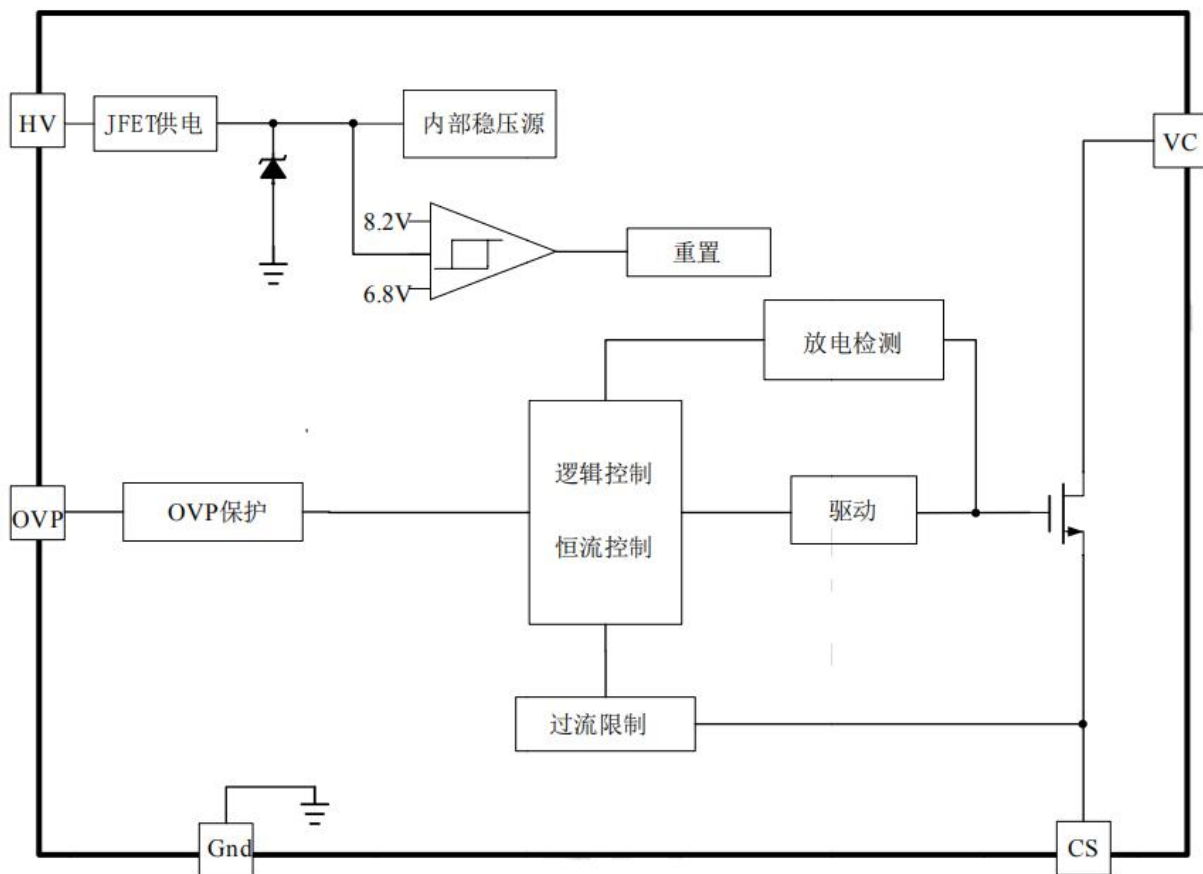 HV
JFET供电
内部稳压源
VC
8.2V
6.8V
重置
放电检测
逻辑控制
恒流控制
OVP
OVP保护
驱动
过流限制
Gnd
CS